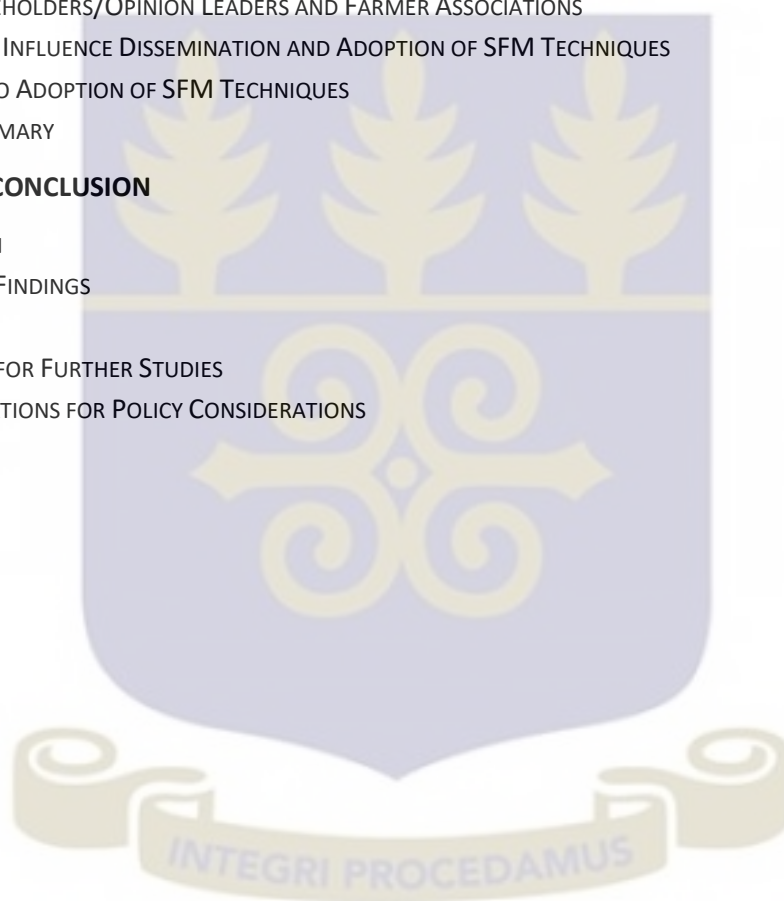 EHOLDERS/OPINION LEADERS AND FARMER ASSOCIATIONS
INFLUENCE DISSEMINATION AND ADOPTION OF SFM TECHNIQUES
O ADOPTION OF SFM TECHNIQUES
MARY
CONCLUSION
FINDINGS
FOR FURTHER STUDIES
TIONS FOR POLICY CONSIDERATIONS
INTEGRI PROCEDAMUS